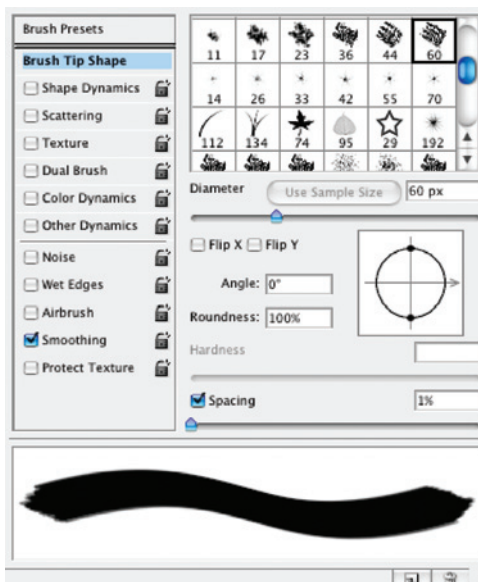 Brush Presets
Brush Tip Shape
Shape Dynamics
Scattering
Texture
Dual Brush
Color Dynamics
Other Dynamics
Noise
Wet Edges
Airbrush
Smoothing
Protect Texture
11 17 23 36 44 60
14 26 33 42 55 70
112 134 74 95 29 192
Diameter Use Sample Size 60 px
Flip X Flip Y
Angle: 0°
Roundness: 100%
Hardness
Spacing 1%